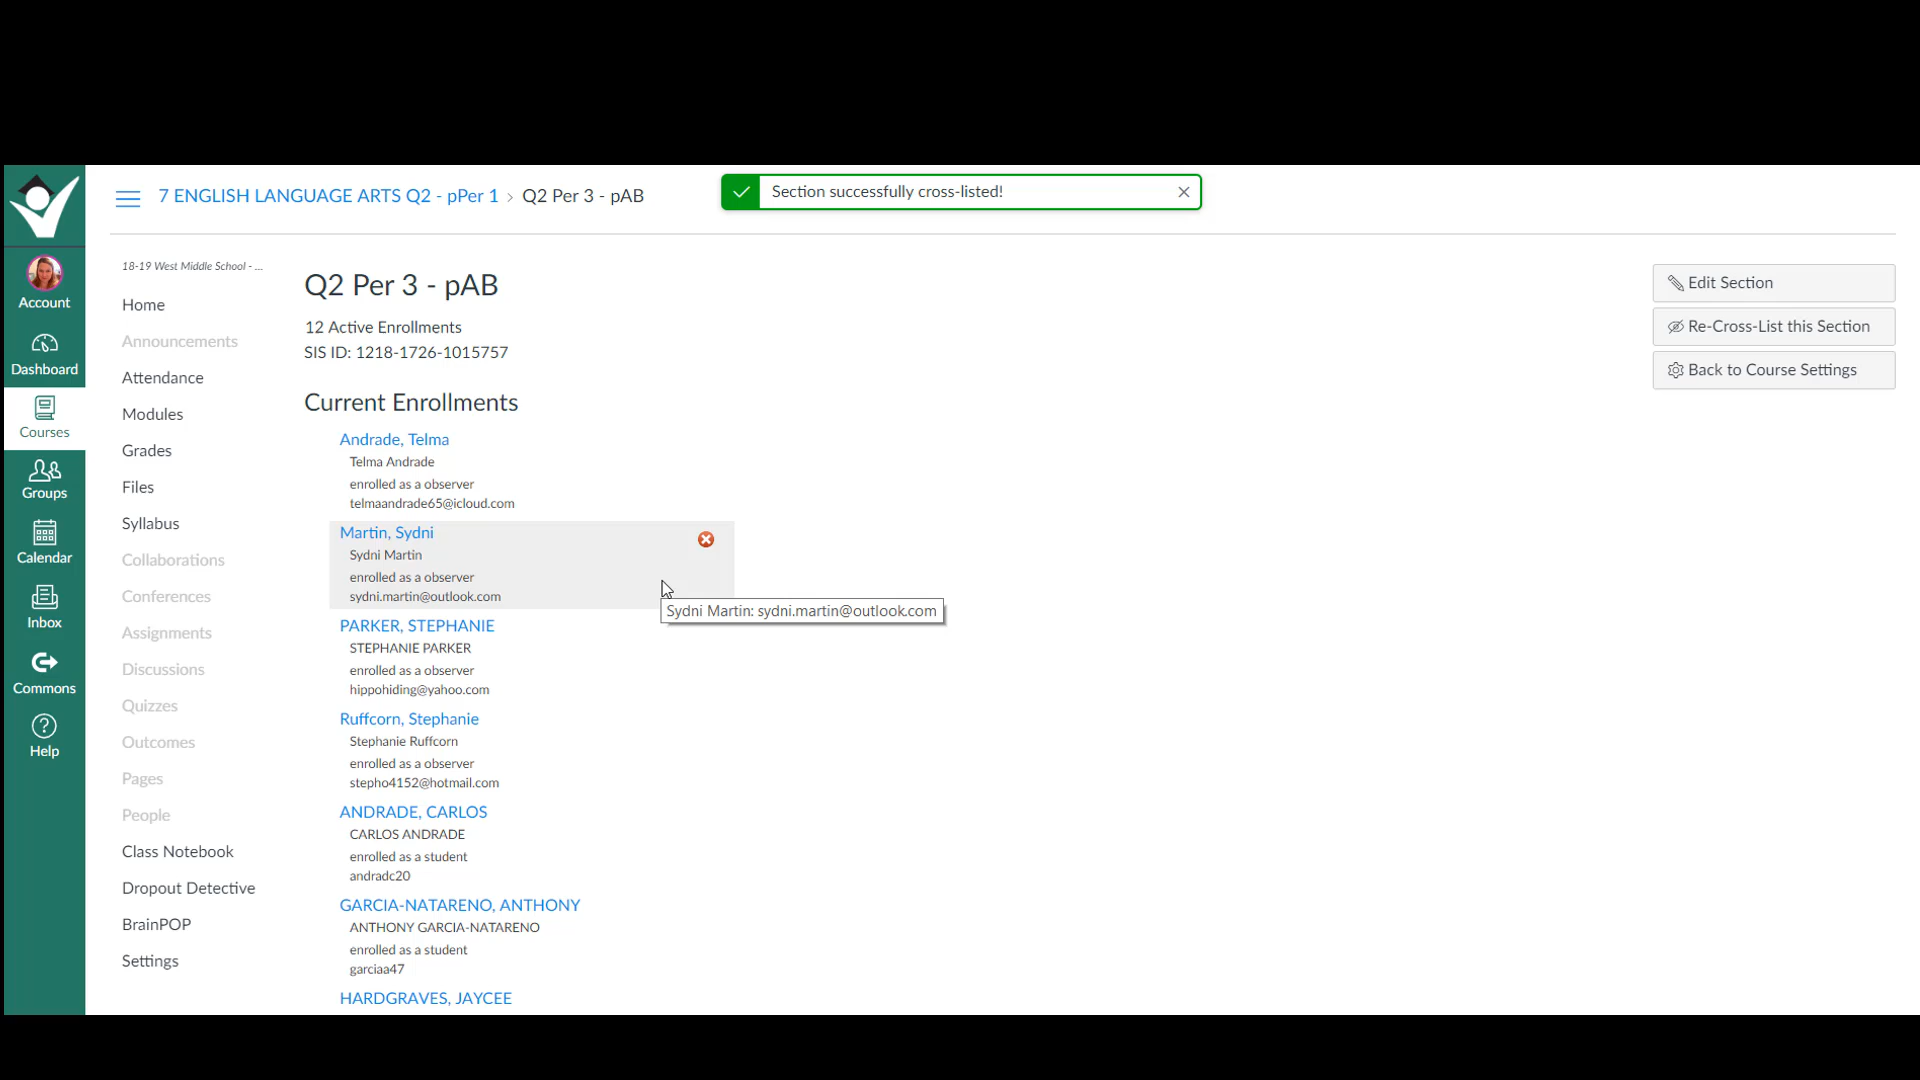 7 ENGLISH LANGUAGE ARTS Q2 - pPer 1 › Q2 Per 3 - pAB
Section successfully cross-listed!
Account
Dashboard
Courses
Groups
Calendar
Inbox
Commons
Help
18-19 West Middle School - ...
Home
Announcements
Attendance
Modules
Grades
Files
Syllabus
Collaborations
Conferences
Assignments
Discussions
Quizzes
Outcomes
Pages
People
Class Notebook
Dropout Detective
BrainPOP
Settings
Q2 Per 3 - pAB
12 Active Enrollments
SIS ID: 1218-1726-1015757
Current Enrollments
Andrade, Telma
Telma Andrade
enrolled as a observer
telmaandrade65@icloud.com
Martin, Sydni
Sydni Martin
enrolled as a observer
sydni.martin@outlook.com
Sydni Martin: sydni.martin@outlook.com
PARKER, STEPHANIE
STEPHANIE PARKER
enrolled as a observer
hippohiding@yahoo.com
Ruffcorn, Stephanie
Stephanie Ruffcorn
enrolled as a observer
stepho4152@hotmail.com
ANDRADE, CARLOS
CARLOS ANDRADE
enrolled as a student
andradc20
GARCIA-NATARENO, ANTHONY
ANTHONY GARCIA-NATARENO
enrolled as a student
garciaa47
HARDGRAVES, JAYCEE
Edit Section
Re-Cross-List this Section
Back to Course Settings